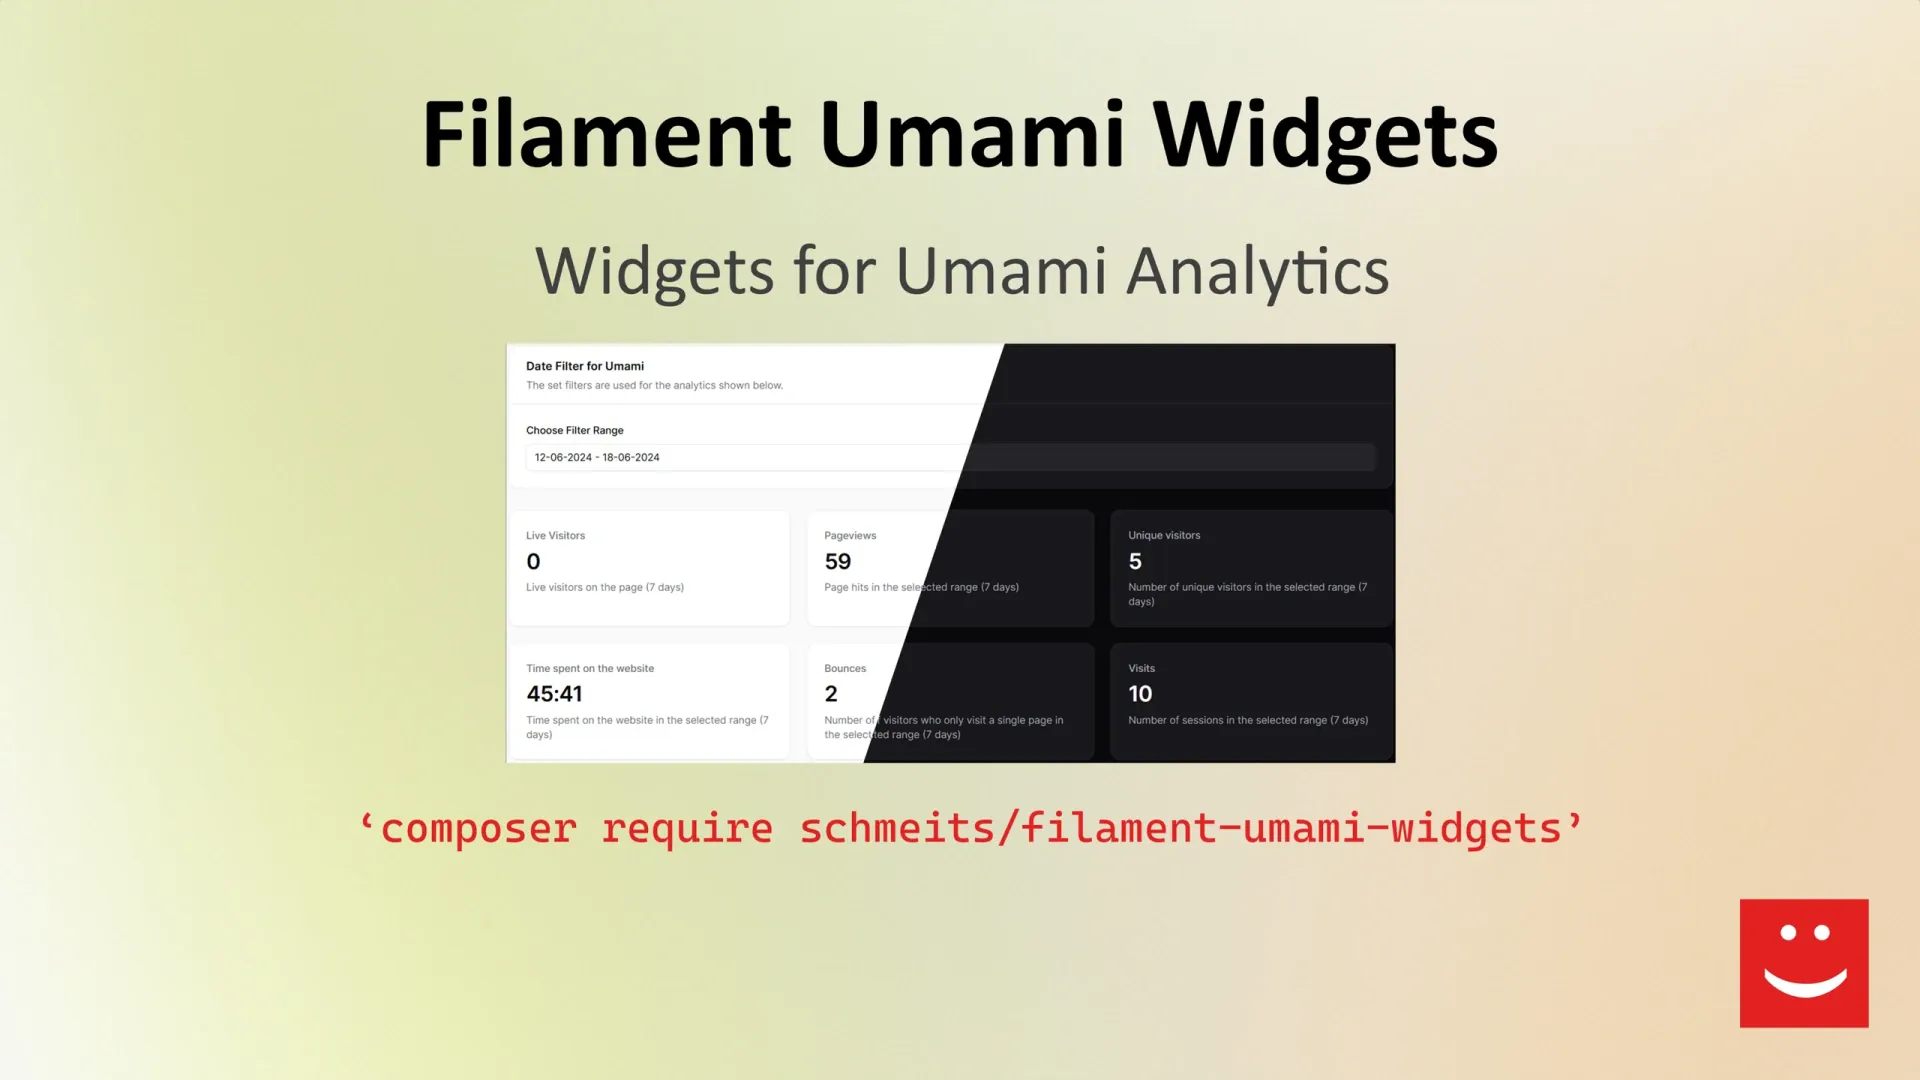 Filament Umami Widgets
Widgets for Umami Analytics
Date Filter for Umami
The set filters are used for the analytics shown below.
Choose Filter Range
12-06-2024 - 18-06-2024
Live Visitors
0
Live visitors on the page (7 days)
Pageviews
59
Page hits in the selected range (7 days)
Unique visitors
5
Number of unique visitors in the selected range (7
days)
Time spent on the website
45:41
Time spent on the website in the selected range (7
days)
Bounces
2
Number of visitors who only visit a single page in
the selected range (7 days)
Visits
10
Number of sessions in the selected range (7 days)
‘composer require schmeits/filament-umami-widgets’